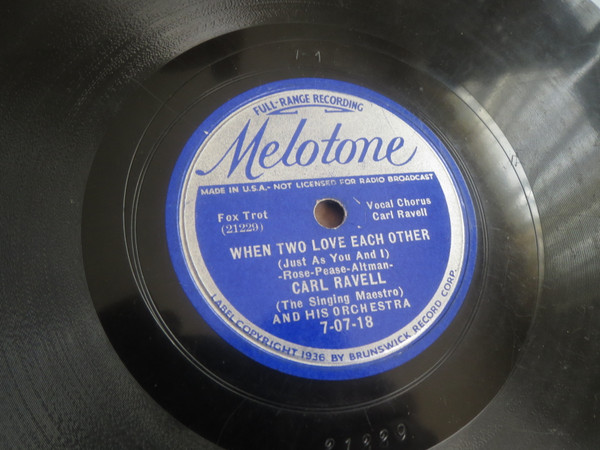 1-1
FULL-RANGE RECORDING
Melotone
MADE IN U.S.A.- NOT LICENSED FOR RADIO BROADCAST
Fox Trot
(21229)
Vocal Chorus
Carl Ravell
WHEN TWO LOVE EACH OTHER
(Just As You And I)
-Rose-Pease-Altman-
CARL RAVELL
(The Singing Maestro)
AND HIS ORCHESTRA
7-07-18
LABEL COPYRIGHT 1936 BY BRUNSWICK RECORD CORP.